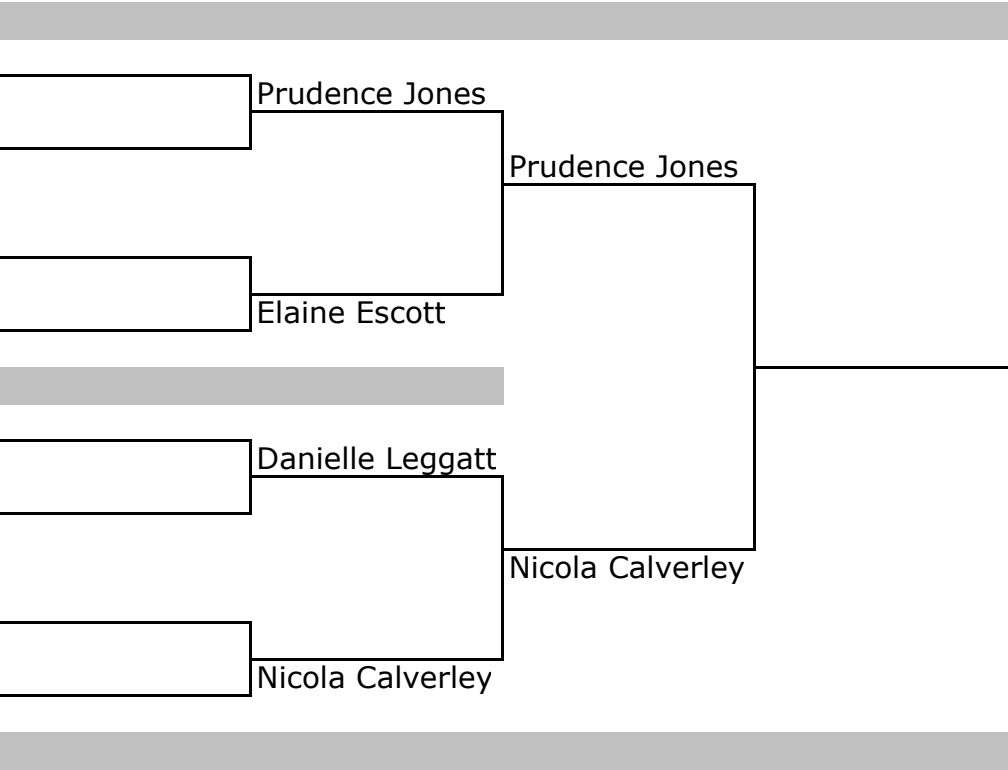 Prudence Jones
Prudence Jones
Elaine Escott
Danielle Leggatt
Nicola Calverley
Nicola Calverley